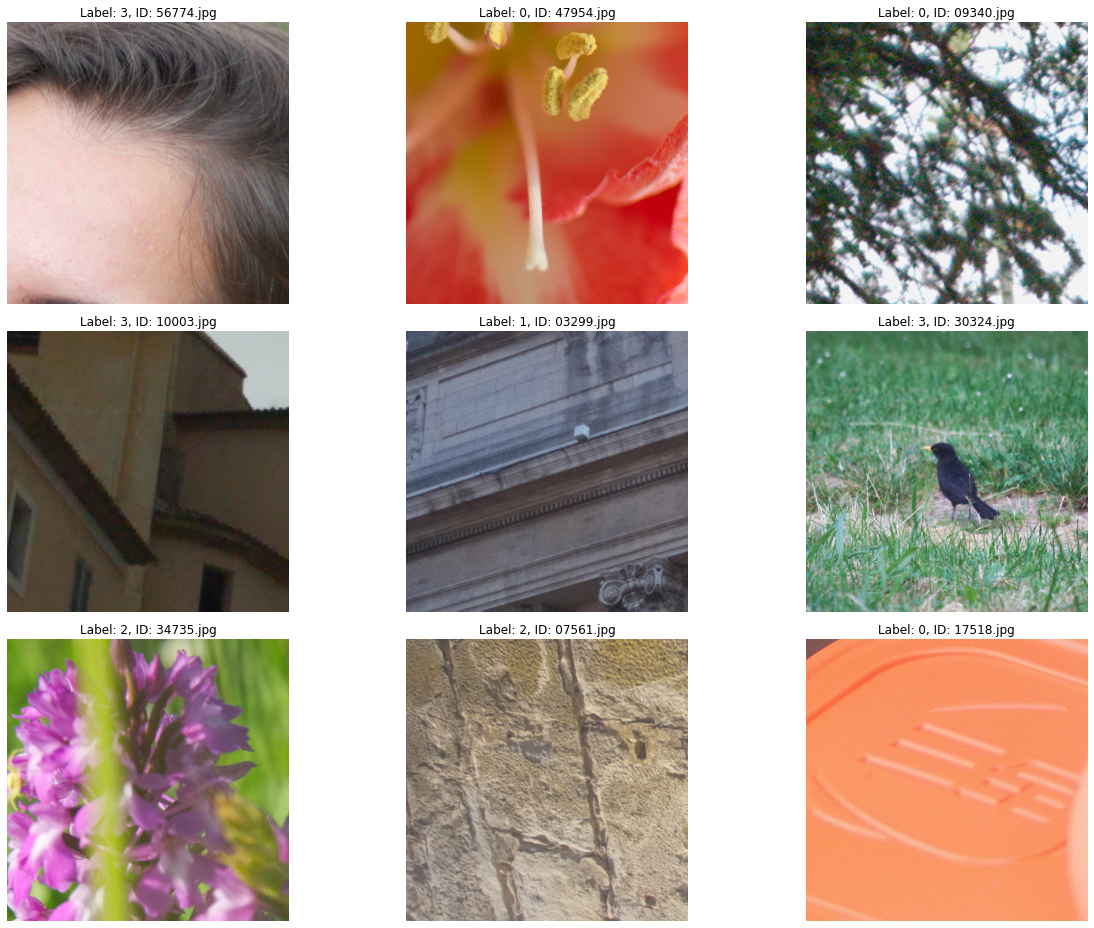 Label: 3, ID: 56774.jpg
Label: 0, ID: 47954.jpg
Label: 0, ID: 09340.jpg
Label: 3, ID: 10003.jpg
Label: 1, ID: 03299.jpg
Label: 3, ID: 30324.jpg
Label: 2, ID: 34735.jpg
Label: 2, ID: 07561.jpg
Label: 0, ID: 17518.jpg